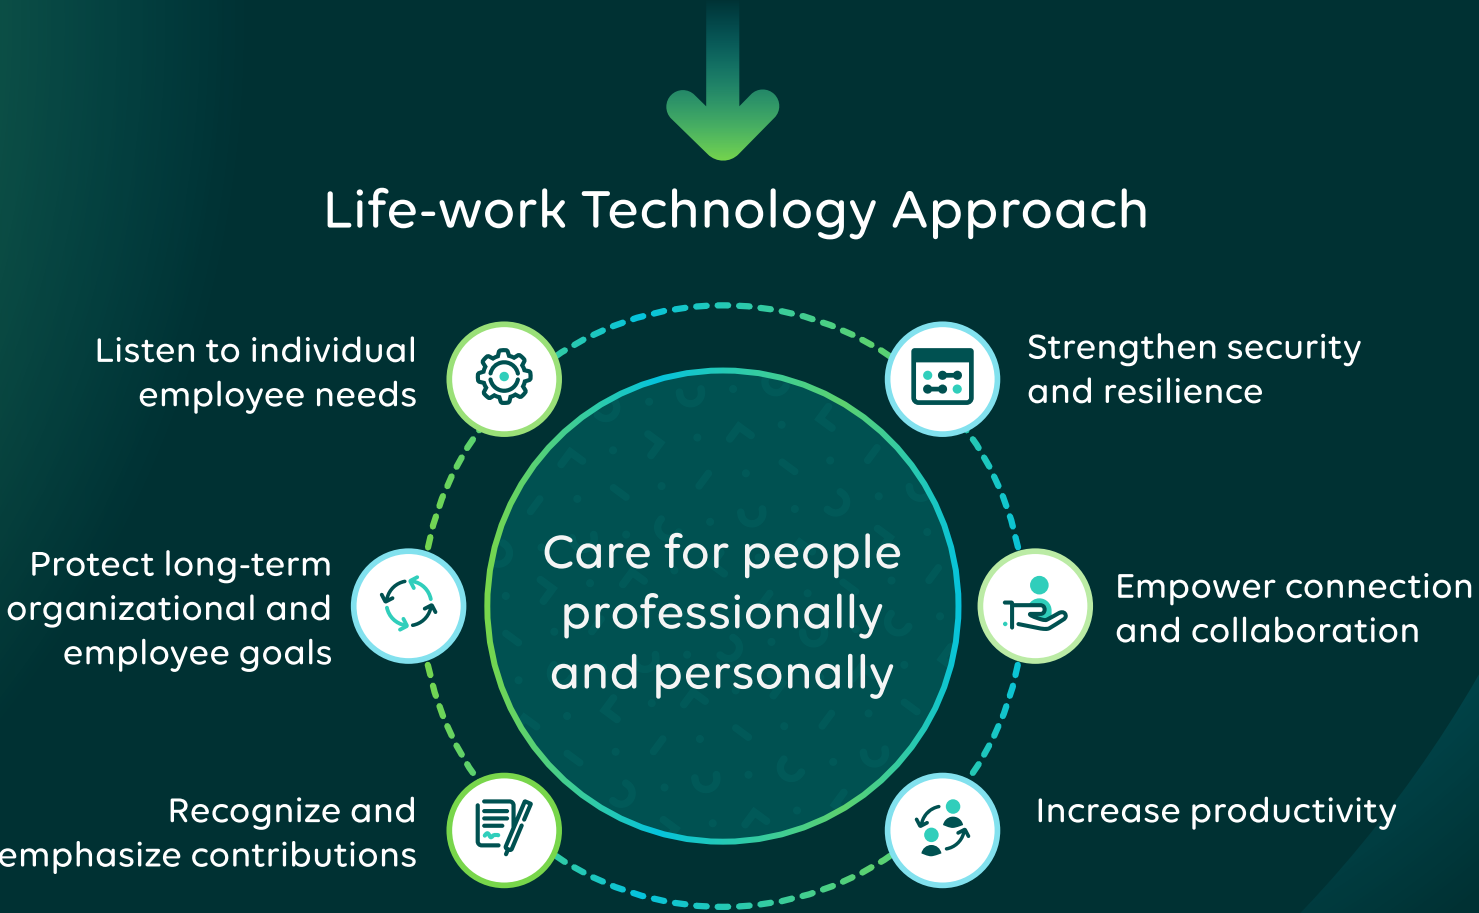 Life-work Technology Approach
Listen to individual
employee needs
Strengthen security
and resilience
Protect long-term
organizational and
employee goals
Care for people
professionally
and personally
Empower connection
and collaboration
Recognize and
emphasize contributions
Increase productivity